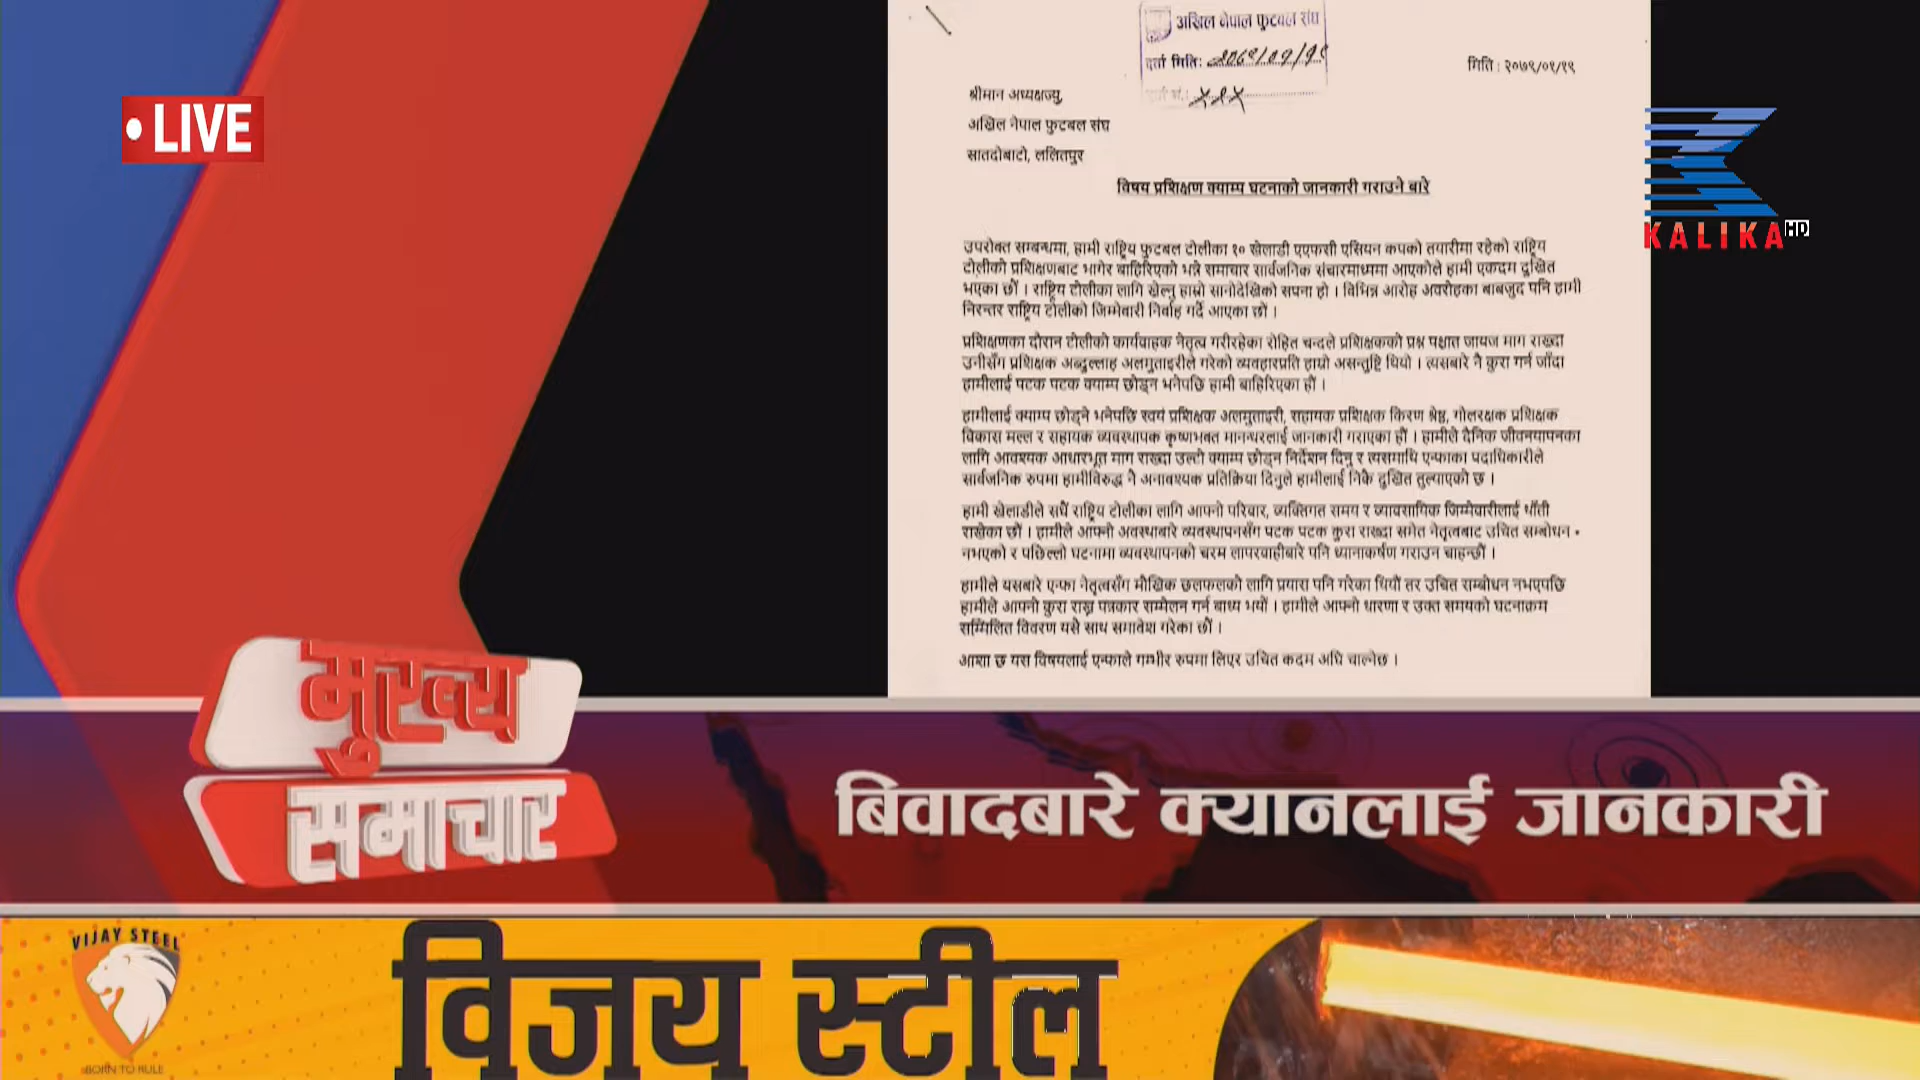 LIVE
अखिल नेपाल फुटबल संघ
दर्ता मितिः
मिति : २०७९/०१/१९
श्रीमान अध्यक्षज्यु,
अखिल नेपाल फुटबल संघ
सातदोबाटो, ललितपुर
विषय प्रशिक्षण क्याम्प घटनाको जानकारी गराउने बारे
उपरोक्त सम्बन्धमा, हामी राष्ट्रिय फुटबल टोलीका १० खेलाडी एएफसी एसियन कपको तयारीमा रहेको राष्ट्रिय
टोलीको प्रशिक्षणबाट भागेर बाहिरिएको भन्ने समाचार सार्वजनिक संचारमाध्यममा आएकोले हामी एकदम दुखित
भएका छौं । राष्ट्रिय टोलीका लागि खेल्नु हाम्रो सानोदेखिको सपना हो । विभिन्न आरोह अवरोहका बाबजुद पनि हामी
निरन्तर राष्ट्रिय टोलीको जिम्मेवारी निर्वाह गर्दै आएका छौं ।
प्रशिक्षणका दौरान टोलीको कार्यवाहक नेतृत्व गरीरहेका रोहित चन्दले प्रशिक्षकको प्रश्न पश्चात जायज माग राख्दा
उनीसँग प्रशिक्षक अब्दुल्लाह अलमुताइरीले गरेको व्यवहारप्रति हाम्रो असन्तुष्टि थियो । त्यसबारे नै कुरा गर्न जाँदा
हामीलाई पटक पटक क्याम्प छोड्न भनेपछि हामी बाहिरिएका हौं ।
हामीलाई क्याम्प छोड्ने भनेपछि स्वयं प्रशिक्षक अलमुताइरी, सहायक प्रशिक्षक किरण श्रेष्ठ, गोलरक्षक प्रशिक्षक
विकास मल्ल र सहायक व्यवस्थापक कृष्णभक्त मानन्धरलाई जानकारी गराएका हौं । हामीले दैनिक जीवनयापनका
लागि आवश्यक आधारभूत माग राख्दा उल्टो क्याम्प छोड्न निर्देशन दिनु र त्यसमाथि एन्फाका पदाधिकारीले
सार्वजनिक रुपमा हामीविरुद्ध नै अनावश्यक प्रतिक्रिया दिनुले हामीलाई निकै दुखित तुल्याएको छ ।
हामी खेलाडीले सधैं राष्ट्रिय टोलीका लागि आफ्नो परिवार, व्यक्तिगत समय र व्यावसायिक जिम्मेवारीलाई थाँती
राखेका छौं । हामीले आफ्नो अवस्थाबारे व्यवस्थापनसँग पटक पटक कुरा राख्दा समेत नेतृत्वबाट उचित सम्बोधन
नभएको र पछिल्लो घटनामा व्यवस्थापनको चरम लापरवाहीबारे पनि ध्यानाकर्षण गराउन चाहन्छौं ।
हामीले यसबारे एन्फा नेतृत्वसँग मौखिक छलफलको लागि प्रयास पनि गरेका थियौं तर उचित सम्बोधन नभएपछि
हामीले आफ्नो कुरा राख्न पत्रकार सम्मेलन गर्न बाध्य भयौं । हामीले आफ्नो धारणा र उक्त समयको घटनाक्रम
सम्मिलित विवरण यसै साथ समावेश गरेका छौं ।
आशा छ यस विषयलाई एन्फाले गम्भीर रुपमा लिएर उचित कदम अघि चाल्नेछ ।
KALIKA HD
मुख्य
समाचार
बिवादबारे क्यानलाई जानकारी
VIJAY STEEL
BORN TO RULE
विजय स्टील